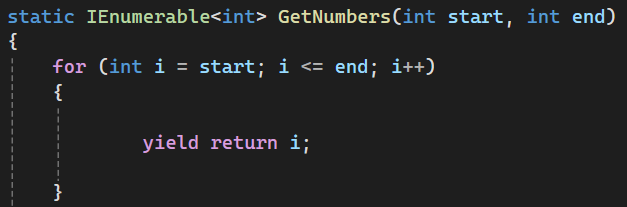 static IEnumerable<int> GetNumbers(int start, int end)
{
for (int i = start; i <= end; i++)
{
yield return i;
}